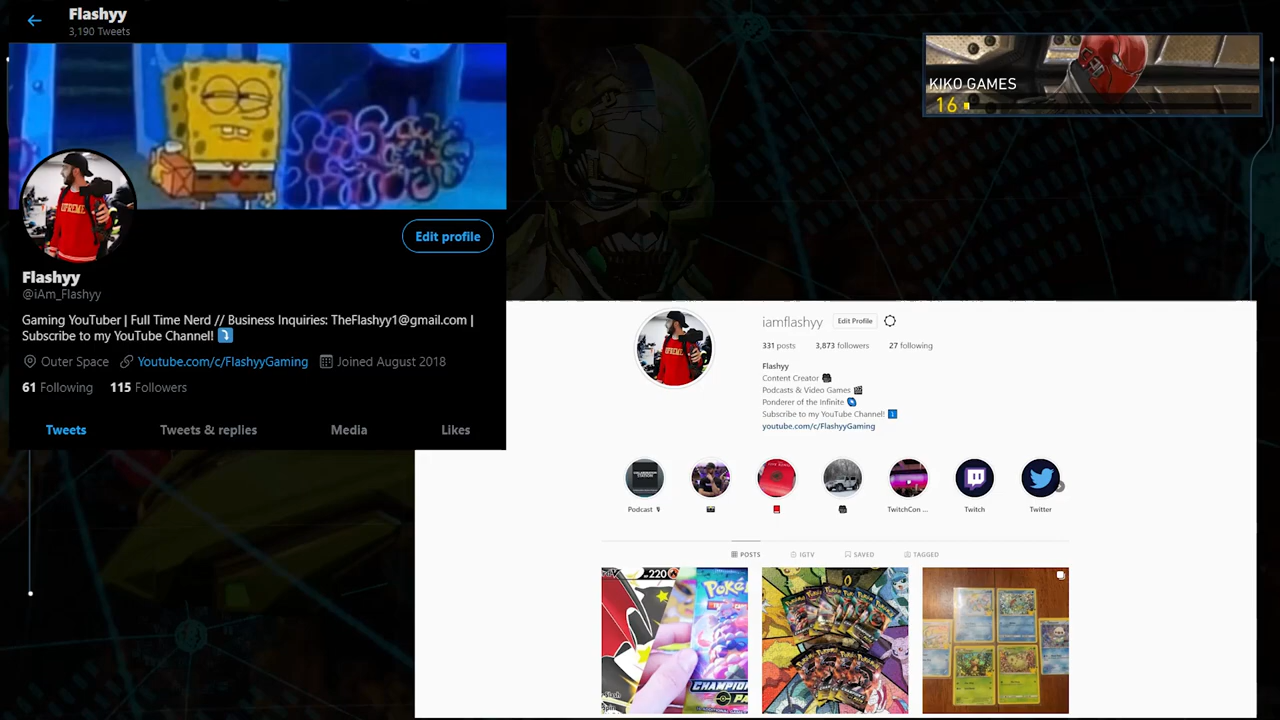 Flashyy
3,190 Tweets
Edit profile
Flashyy
@iAm_Flashyy
Gaming YouTuber | Full Time Nerd // Business Inquiries: TheFlashyy1@gmail.com |
Subscribe to my YouTube Channel!
Outer Space Youtube.com/c/FlashyyGaming Joined August 2018
61 Following 115 Followers
Tweets Tweets & replies Media Likes
KIKO GAMES
16
iamflashyy Edit Profile
331 posts 3,873 followers 27 following
Flashyy
Content Creator
Podcasts & Video Games
Ponderer of the Infinite
Subscribe to my YouTube Channel!
youtube.com/c/FlashyyGaming
Podcast TwitchCon ... Twitch Twitter
POSTS IGTV SAVED TAGGED
220
CHAMPION